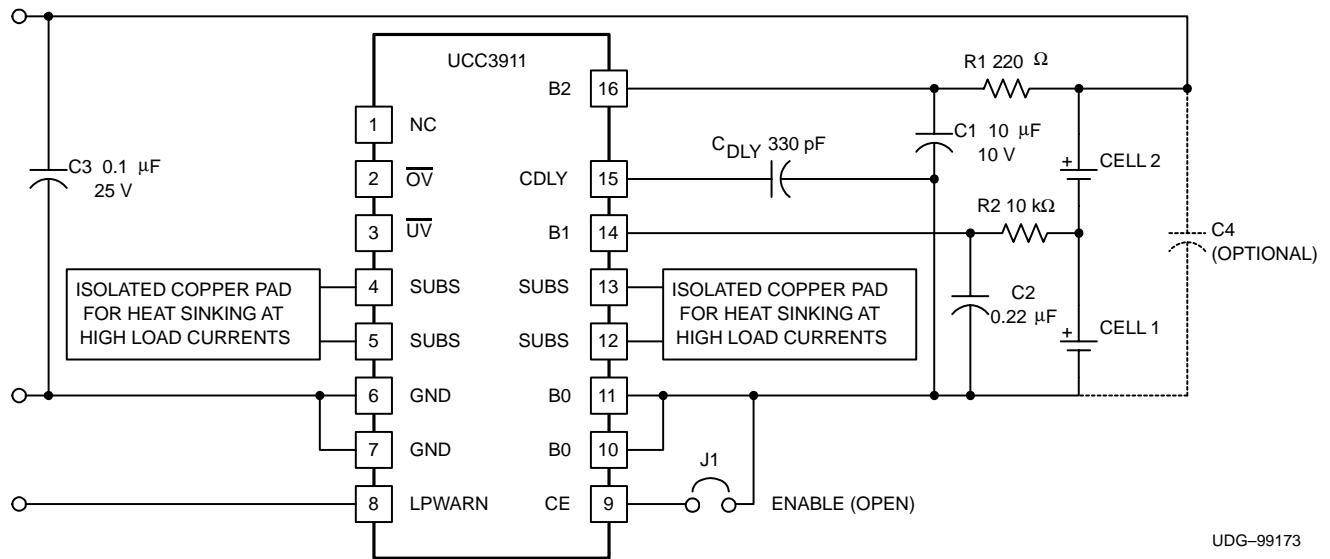 UCC3911
R1 220 Ω
B2 16
1 NC
C1 10 μF
10 V
CDLY 330 pF
C3 0.1 μF
25 V
2 OV
CDLY 15
CELL 2
+
3 UV
B1 14
R2 10 kΩ
C4
(OPTIONAL)
ISOLATED COPPER PAD
FOR HEAT SINKING AT
HIGH LOAD CURRENTS
4 SUBS
5 SUBS
SUBS 13
SUBS 12
ISOLATED COPPER PAD
FOR HEAT SINKING AT
HIGH LOAD CURRENTS
C2
0.22 μF
+
CELL 1
6 GND
B0 11
7 GND
B0 10
J1
8 LPWARN
CE 9
ENABLE (OPEN)
UDG–99173